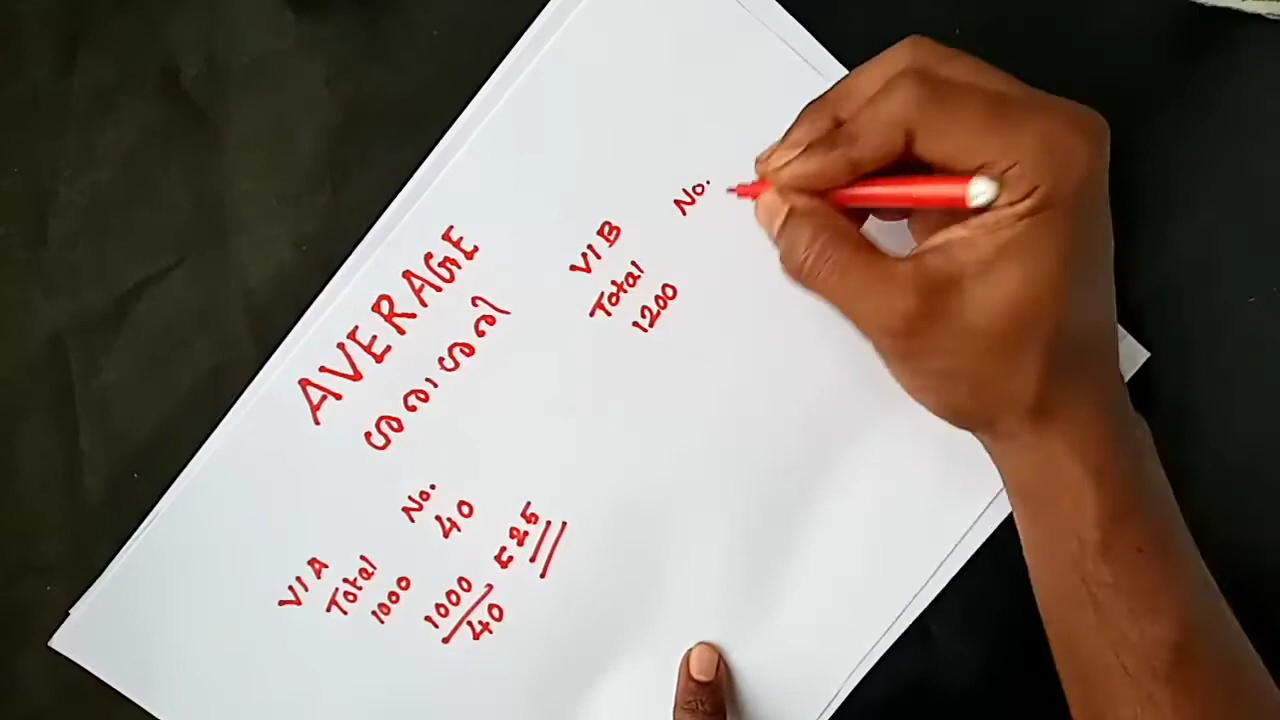 AVERAGE
ശരാശരി
VI A
Total No.
1000 40
1000/40 = 25
VI B
Total No.
1200